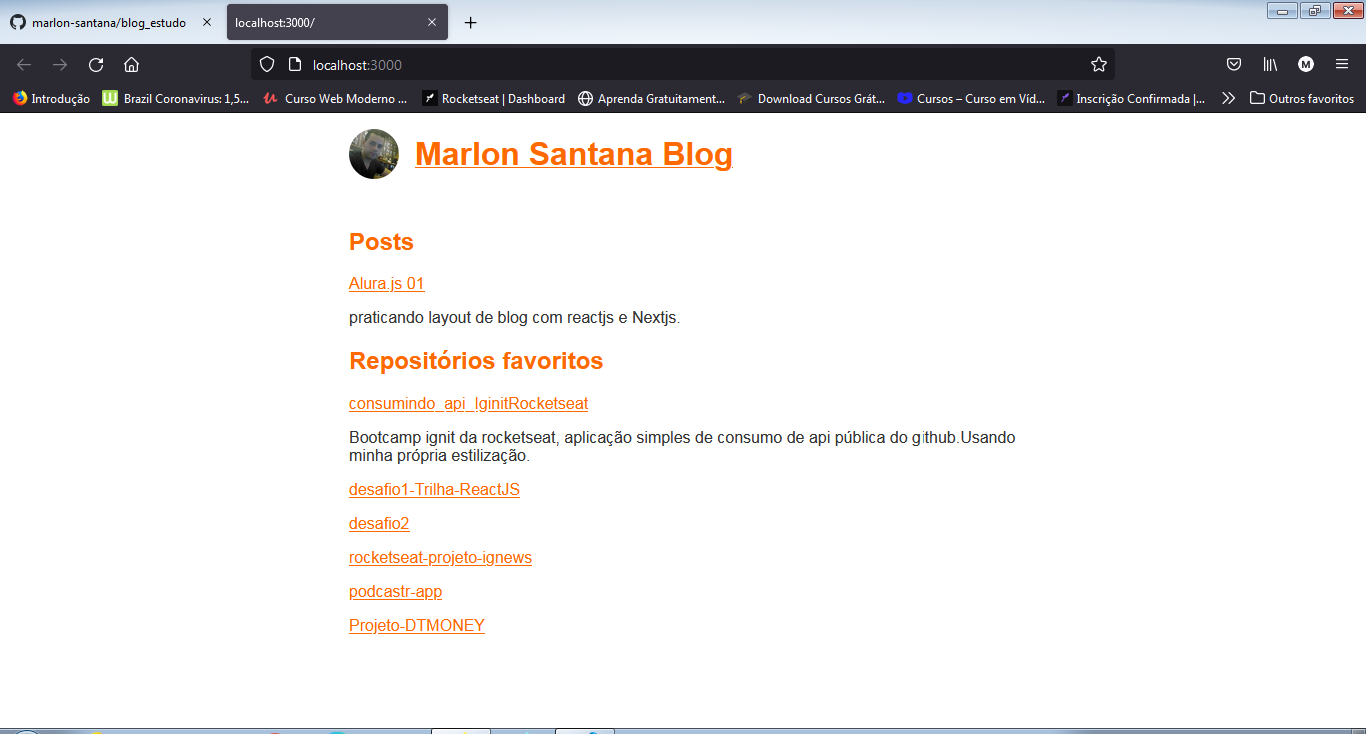 marlon-santana/blog_estudo
localhost:3000/
localhost:3000
M
Introdução
Brazil Coronavirus: 1,5...
Curso Web Moderno ...
Rocketseat | Dashboard
Aprenda Gratuitament...
Download Cursos Grát...
Cursos – Curso em Víd...
Inscrição Confirmada |...
Outros favoritos
Marlon Santana Blog
Posts
Alura.js 01
praticando layout de blog com reactjs e Nextjs.
Repositórios favoritos
consumindo_api_IginitRocketseat
Bootcamp ignit da rocketseat, aplicação simples de consumo de api pública do github.Usando
minha própria estilização.
desafio1-Trilha-ReactJS
desafio2
rocketseat-projeto-ignews
podcastr-app
Projeto-DTMONEY